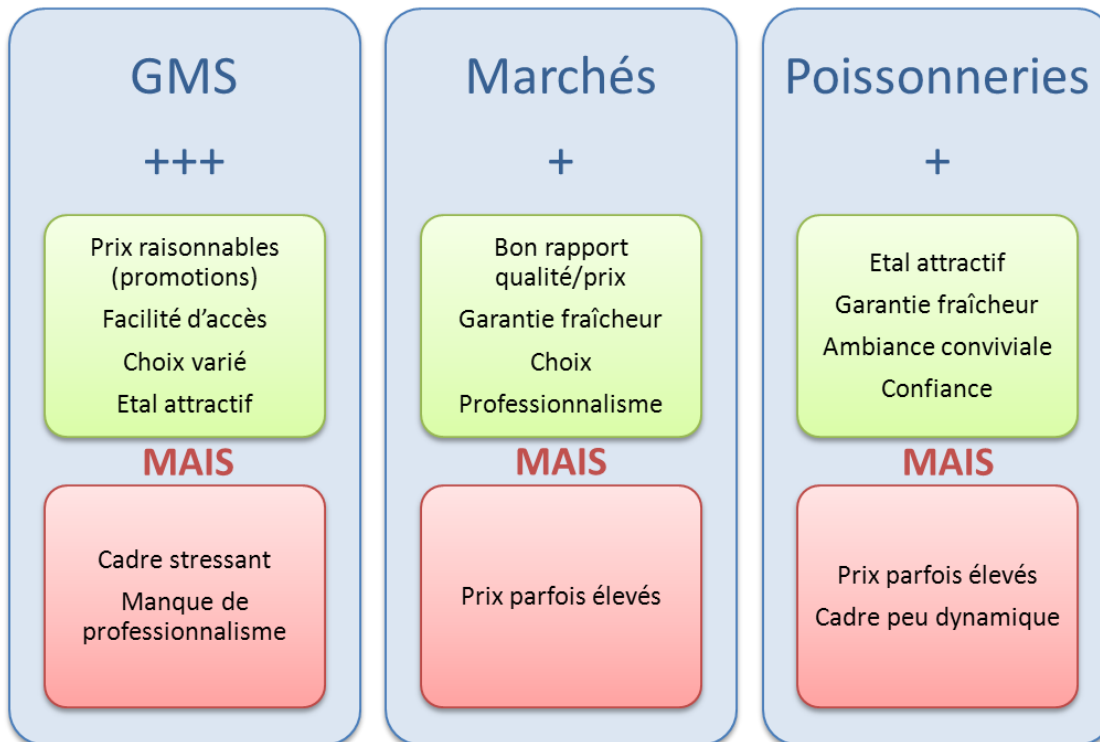 GMS
+++
Prix raisonnables
(promotions)
Facilité d'accès
Choix varié
Etal attractif
MAIS
Cadre stressant
Manque de
professionnalisme
Marchés
+
Bon rapport
qualité/prix
Garantie fraîcheur
Choix
Professionnalisme
MAIS
Prix parfois élevés
Poissonneries
+
Etal attractif
Garantie fraîcheur
Ambiance conviviale
Confiance
MAIS
Prix parfois élevés
Cadre peu dynamique